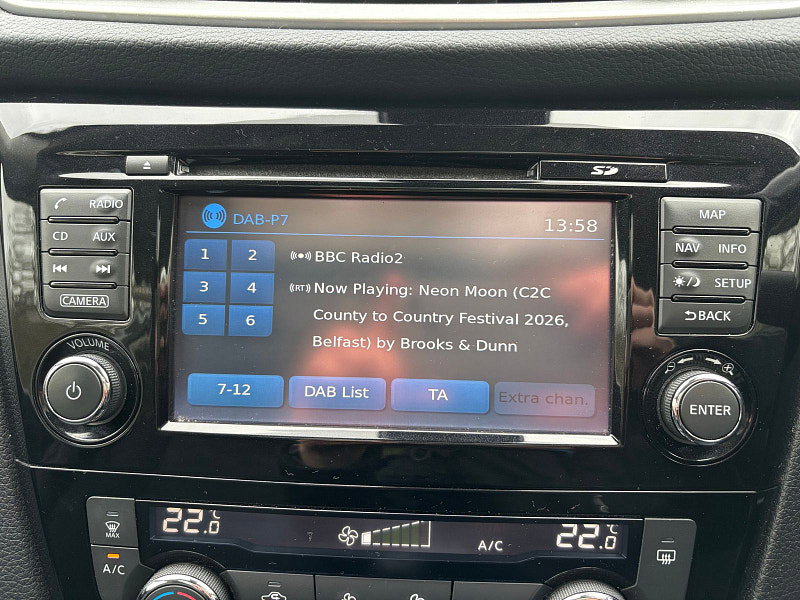 SD
RADIO
CD AUX
CAMERA
VOLUME
DAB-P7 13:58
1 2
3 4
5 6
BBC Radio2
(RT) Now Playing: Neon Moon (C2C
County to Country Festival 2026,
Belfast) by Brooks & Dunn
7-12 DAB List TA Extra chan.
MAP
NAV INFO
SETUP
BACK
ENTER
MAX
A/C
22.0°C A/C 22.0°C